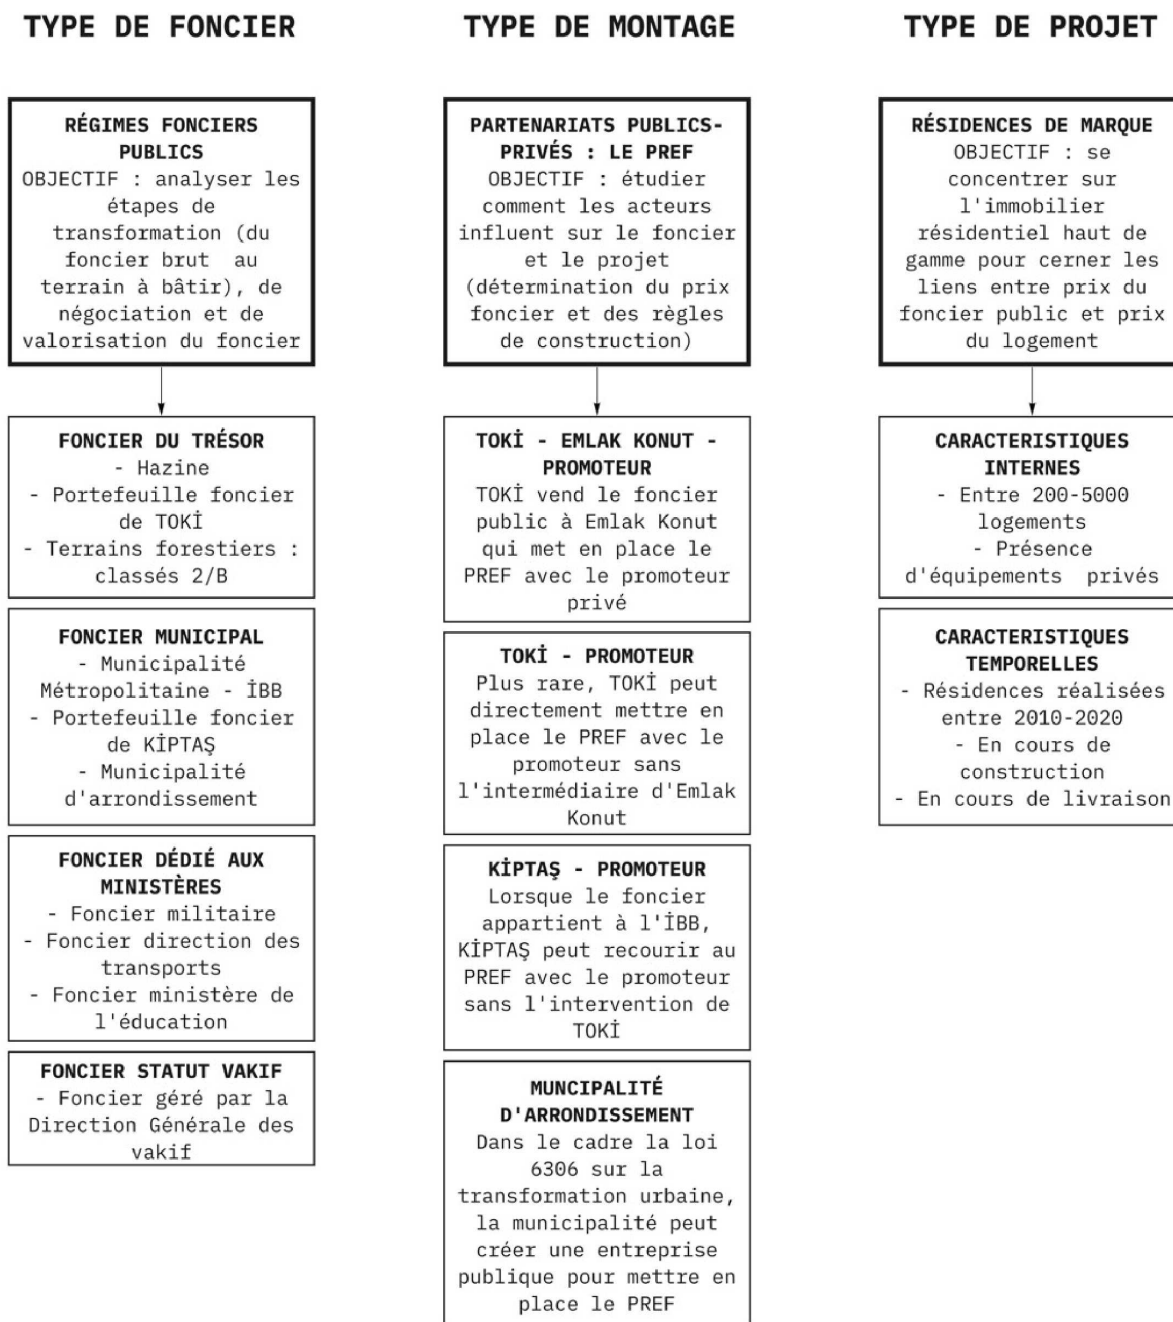 TYPE DE FONCIER
RÉGIMES FONCIERS
PUBLICS
OBJECTIF : analyser les
étapes de
transformation (du
foncier brut au
terrain à bâtir), de
négociation et de
valorisation du foncier
FONCIER DU TRÉSOR
- Hazine
- Portefeuille foncier
de TOKİ
- Terrains forestiers :
classés 2/B
FONCIER MUNICIPAL
- Municipalité
Métropolitaine - İBB
- Portefeuille foncier
de KİPTAŞ
- Municipalité
d'arrondissement
FONCIER DÉDIÉ AUX
MINISTÈRES
- Foncier militaire
- Foncier direction des
transports
- Foncier ministère de
l'éducation
FONCIER STATUT VAKIF
- Foncier géré par la
Direction Générale des
vakif
TYPE DE MONTAGE
PARTENARIATS PUBLICS-
PRIVÉS : LE PREF
OBJECTIF : étudier
comment les acteurs
influent sur le foncier
et le projet
(détermination du prix
foncier et des règles
de construction)
TOKİ - EMLAK KONUT -
PROMOTEUR
TOKİ vend le foncier
public à Emlak Konut
qui met en place le
PREF avec le promoteur
privé
TOKİ - PROMOTEUR
Plus rare, TOKİ peut
directement mettre en
place le PREF avec le
promoteur sans
l'intermédiaire d'Emlak
Konut
KİPTAŞ - PROMOTEUR
Lorsque le foncier
appartient à l'İBB,
KİPTAŞ peut recourir au
PREF avec le promoteur
sans l'intervention de
TOKİ
MUNCIPALITÉ
D'ARRONDISSEMENT
Dans le cadre la loi
6306 sur la
transformation urbaine,
la municipalité peut
créer une entreprise
publique pour mettre en
place le PREF
TYPE DE PROJET
RÉSIDENCES DE MARQUE
OBJECTIF : se
concentrer sur
l'immobilier
résidentiel haut de
gamme pour cerner les
liens entre prix du
foncier public et prix
du logement
CARACTERISTIQUES
INTERNES
- Entre 200-5000
logements
- Présence
d'équipements privés
CARACTERISTIQUES
TEMPORELLES
- Résidences réalisées
entre 2010-2020
- En cours de
construction
- En cours de livraison